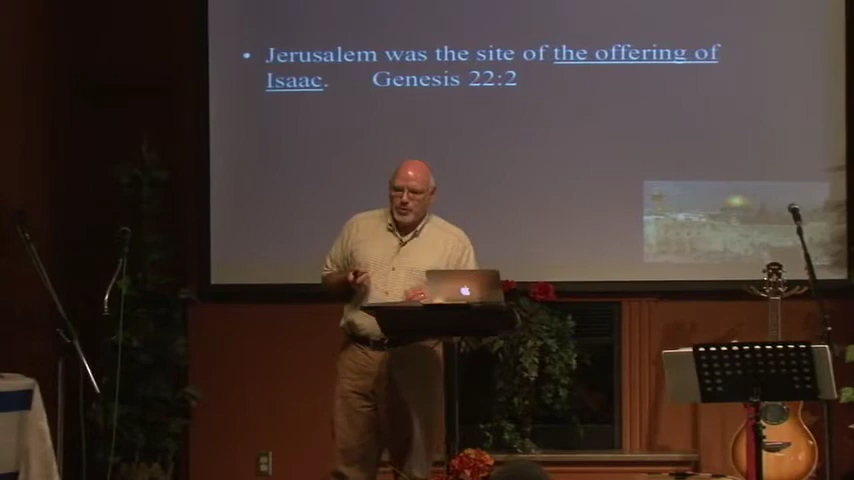 • Jerusalem was the site of the offering of
Isaac. Genesis 22:2